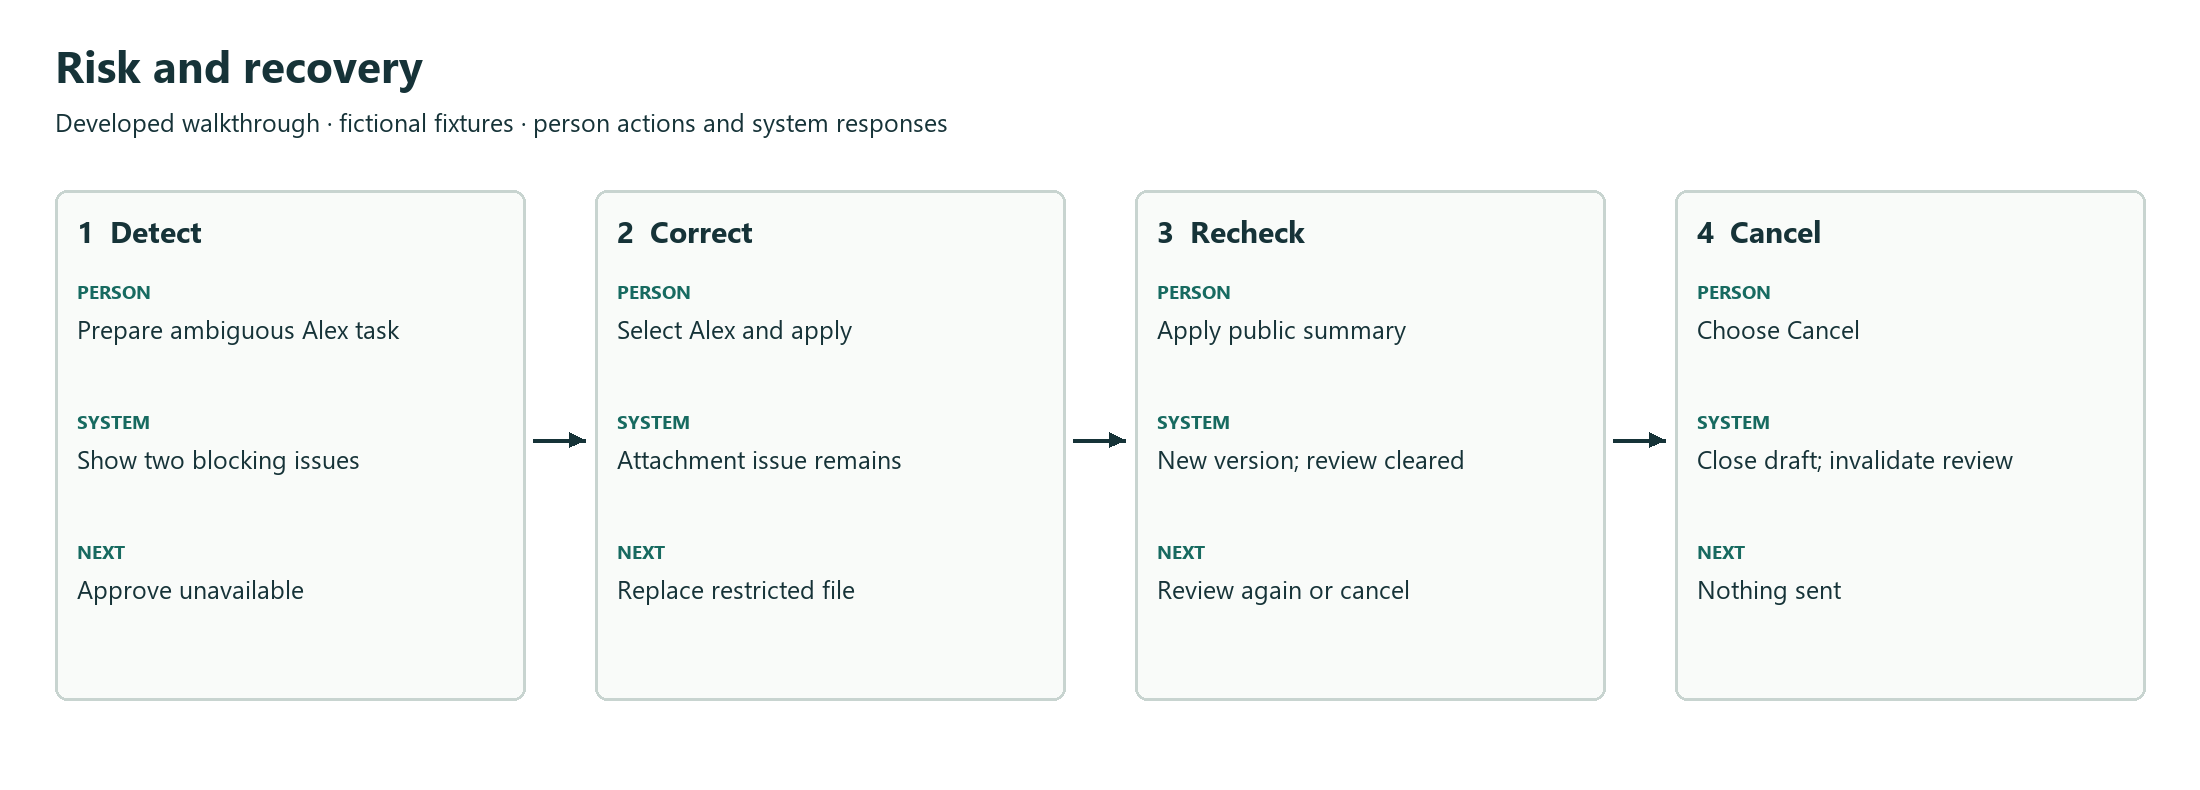 Risk and recovery
Developed walkthrough · fictional fixtures · person actions and system responses
1 Detect
PERSON
Prepare ambiguous Alex task
SYSTEM
Show two blocking issues
NEXT
Approve unavailable
2 Correct
PERSON
Select Alex and apply
SYSTEM
Attachment issue remains
NEXT
Replace restricted file
3 Recheck
PERSON
Apply public summary
SYSTEM
New version; review cleared
NEXT
Review again or cancel
4 Cancel
PERSON
Choose Cancel
SYSTEM
Close draft; invalidate review
NEXT
Nothing sent